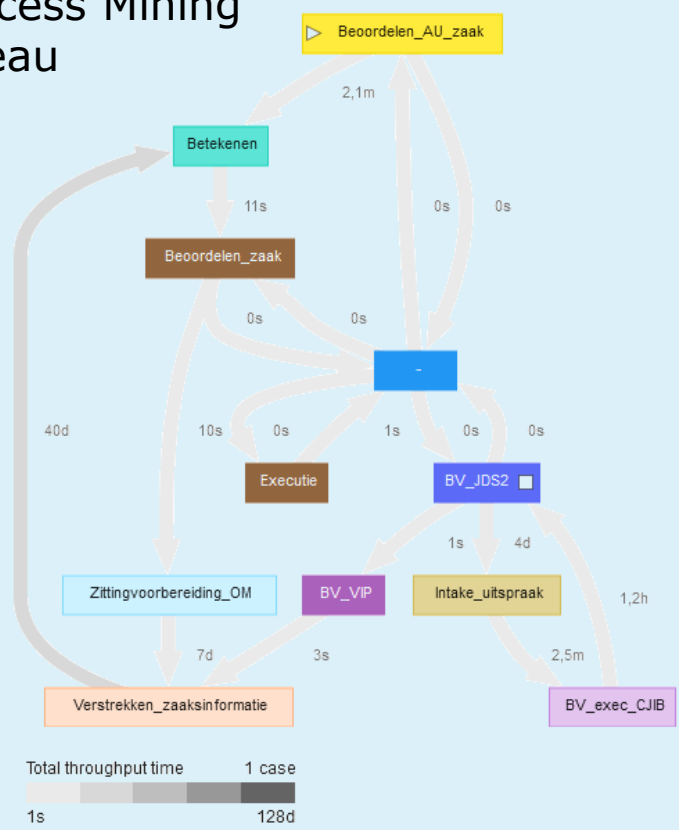 cess Mining
eau
Beoordelen_AU_zaak
2,1m
Betekenen
11s
0s
0s
Beoordelen_zaak
0s
0s
-
40d
10s
0s
1s
0s
0s
Executie
BV_JDS2
1s
4d
Zittingvoorbereiding_OM
BV_VIP
Intake_uitspraak
1,2h
7d
3s
2,5m
Verstrekken_zaaksinformatie
BV_exec_CJIB
Total throughput time
1 case
1s
128d